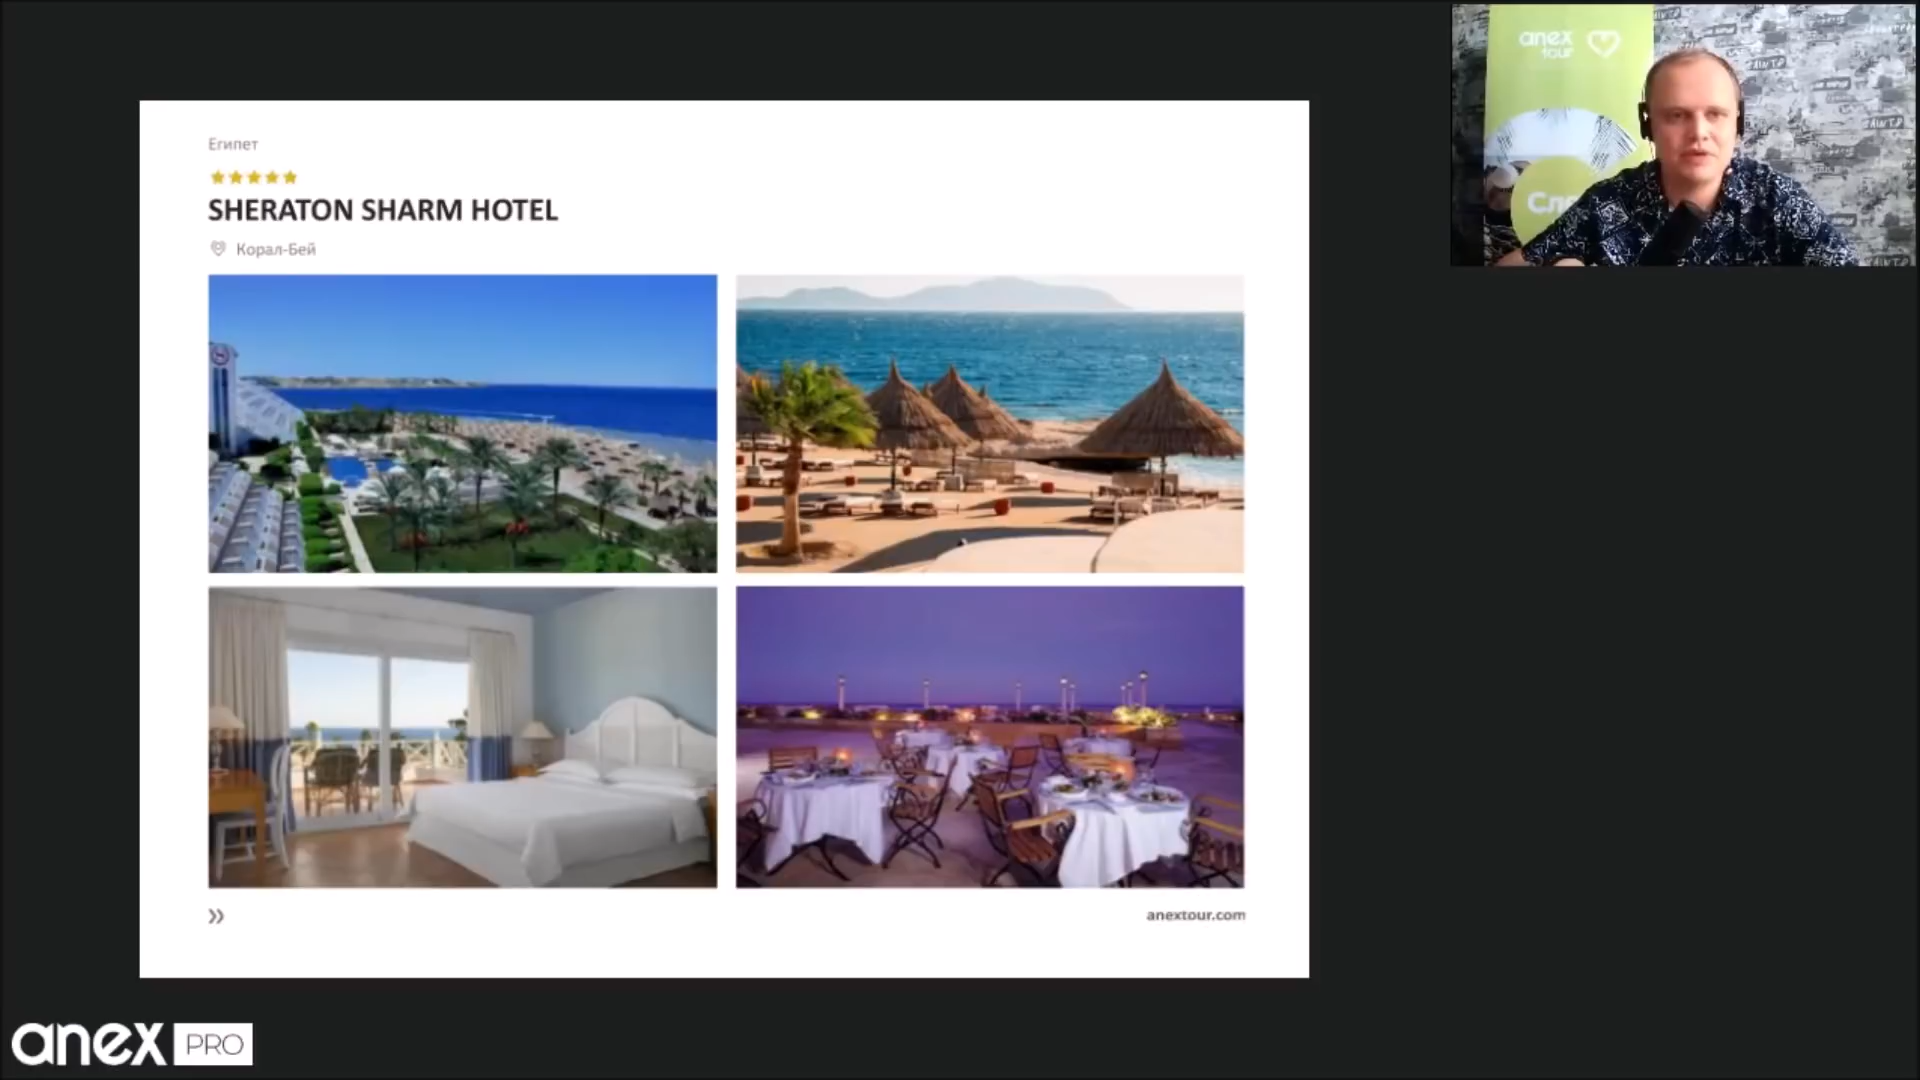 anex
tour
Египет
SHERATON SHARM HOTEL
Корал-Бей
anextour.com
anex PRO